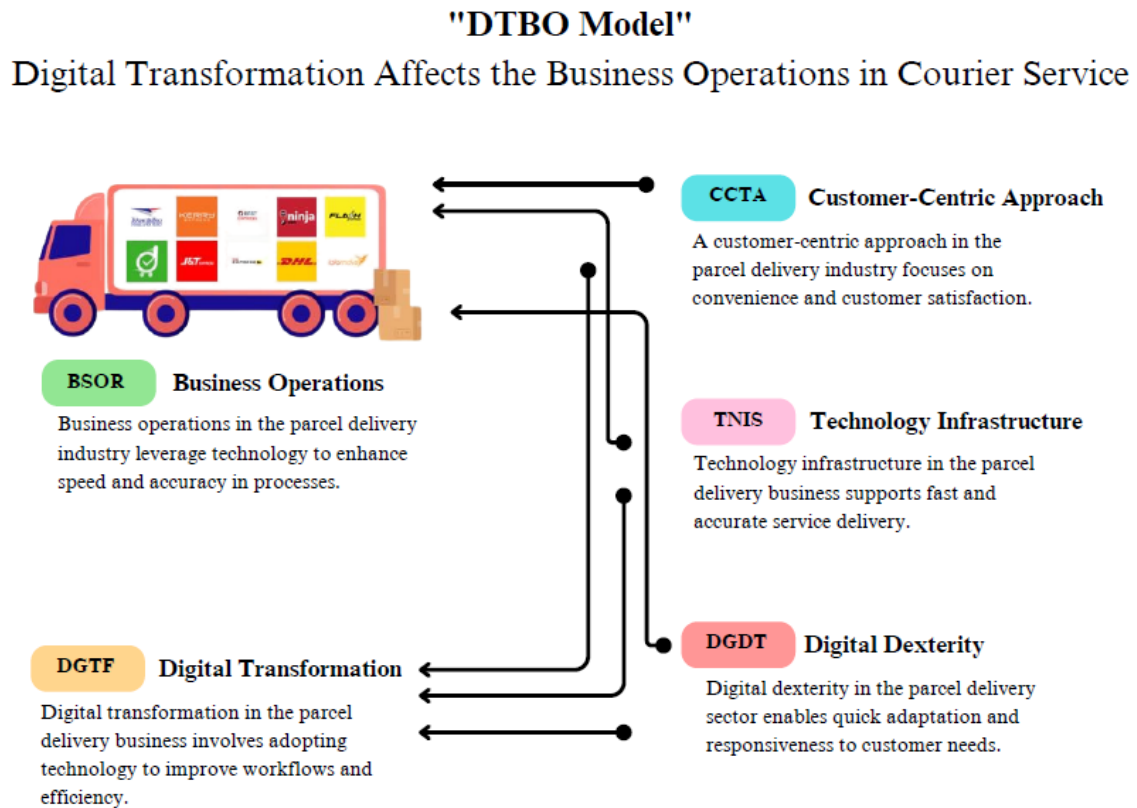 "DTBO Model"
Digital Transformation Affects the Business Operations in Courier Service
KERRY
BEST
ninja
FLASH
J&T EXPRESS
DHL
BSOR
Business Operations
Business operations in the parcel delivery
industry leverage technology to enhance
speed and accuracy in processes.
DGTF
Digital Transformation
Digital transformation in the parcel
delivery business involves adopting
technology to improve workflows and
efficiency.
CCTA
Customer-Centric Approach
A customer-centric approach in the
parcel delivery industry focuses on
convenience and customer satisfaction.
TNIS
Technology Infrastructure
Technology infrastructure in the parcel
delivery business supports fast and
accurate service delivery.
DGDT
Digital Dexterity
Digital dexterity in the parcel delivery
sector enables quick adaptation and
responsiveness to customer needs.